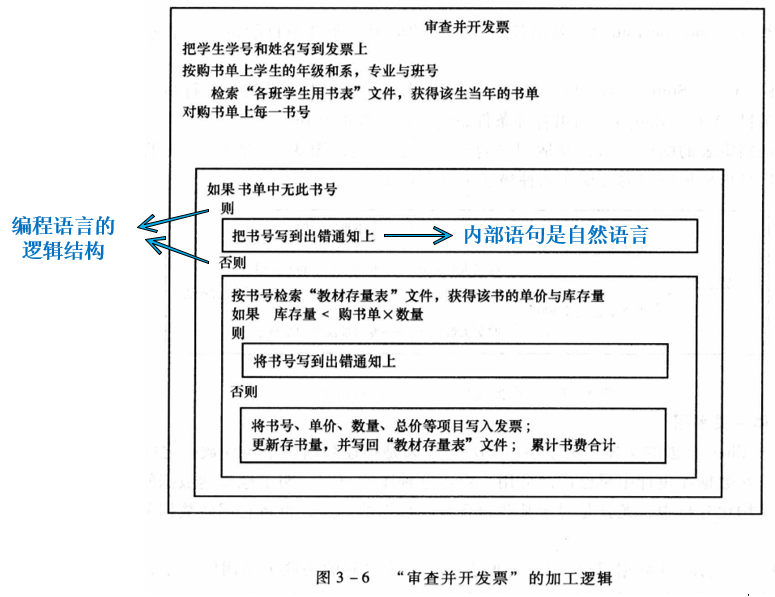 审查并开发票
把学生学号和姓名写到发票上
按购书单上学生的年级和系，专业与班号
检索“各班学生用书表”文件，获得该生当年的书单
对购书单上每一书号
如果 书单中无此书号
则
编程语言的
逻辑结构
把书号写到出错通知上
内部语句是自然语言
否则
按书号检索“教材存量表”文件，获得该书的单价与库存量
如果 库存量 < 购书单×数量
则
将书号写到出错通知上
否则
将书号、单价、数量、总价等项目写入发票；
更新存书量，并写回“教材存量表”文件； 累计书费合计
图 3-6 “审查并开发票”的加工逻辑